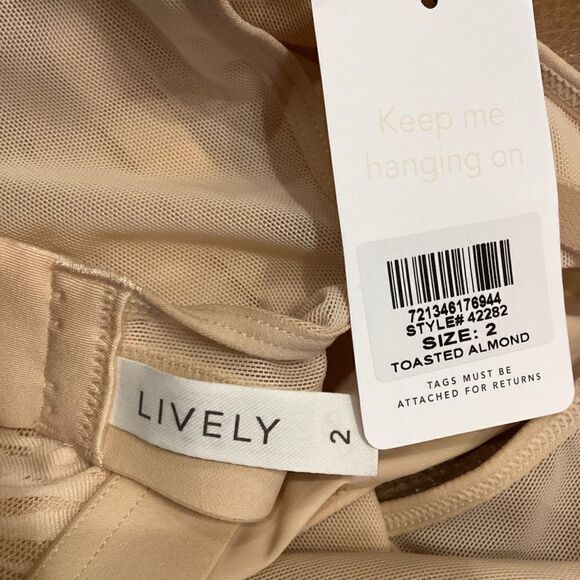 Keep me
hanging on
721346176944
STYLE# 42282
SIZE: 2
TOASTED ALMOND
TAGS MUST BE
ATTACHED FOR RETURNS
LIVELY 2